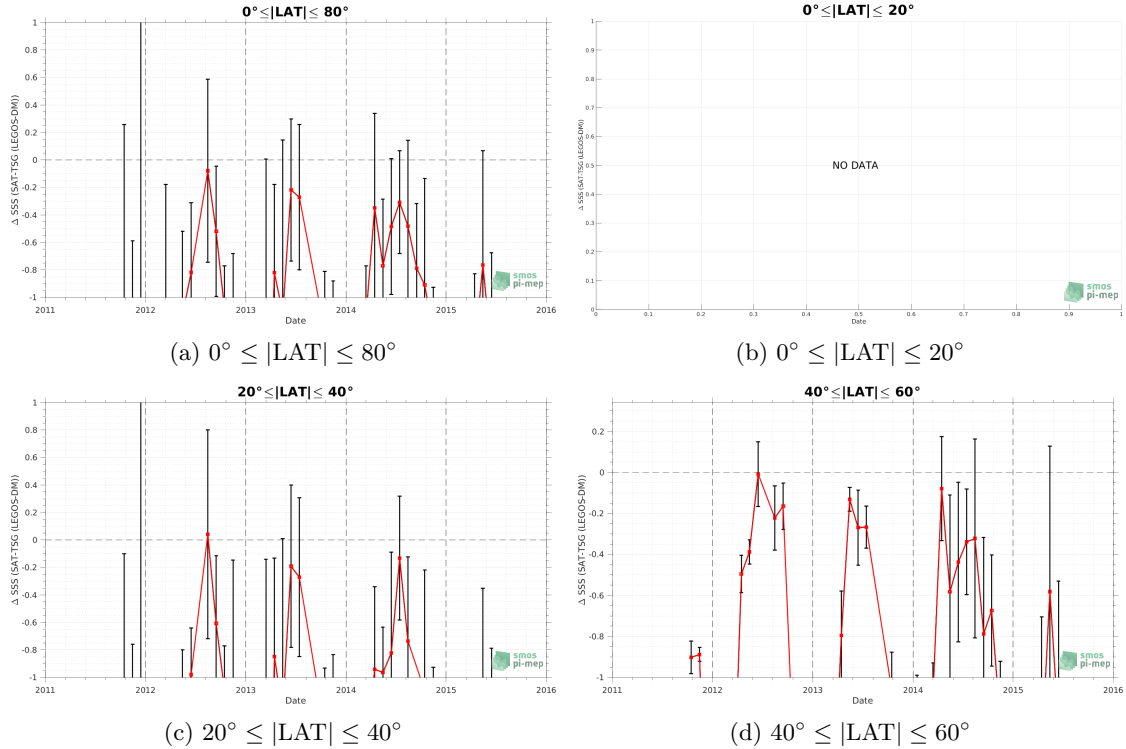 0°≤|LAT|≤ 80°
Δ SSS (SAT-TSG (LEGOS-DM))
1
0.8
0.6
0.4
0.2
0
-0.2
-0.4
-0.6
-0.8
-1
2011
2012
2013
2014
2015
2016
Date
smos
pi-mep
(a) 0° ≤ |LAT| ≤ 80°
0°≤|LAT|≤ 20°
Δ SSS (SAT-TSG (LEGOS-DM))
1
0.9
0.8
0.7
0.6
0.5
0.4
0.3
0.2
0.1
0
NO DATA
0
0.1
0.2
0.3
0.4
0.5
0.6
0.7
0.8
0.9
1
Date
smos
pi-mep
(b) 0° ≤ |LAT| ≤ 20°
20°≤|LAT|≤ 40°
Δ SSS (SAT-TSG (LEGOS-DM))
1
0.8
0.6
0.4
0.2
0
-0.2
-0.4
-0.6
-0.8
-1
2011
2012
2013
2014
2015
2016
Date
smos
pi-mep
(c) 20° ≤ |LAT| ≤ 40°
40°≤|LAT|≤ 60°
Δ SSS (SAT-TSG (LEGOS-DM))
0.2
0
-0.2
-0.4
-0.6
-0.8
-1
2011
2012
2013
2014
2015
2016
Date
smos
pi-mep
(d) 40° ≤ |LAT| ≤ 60°